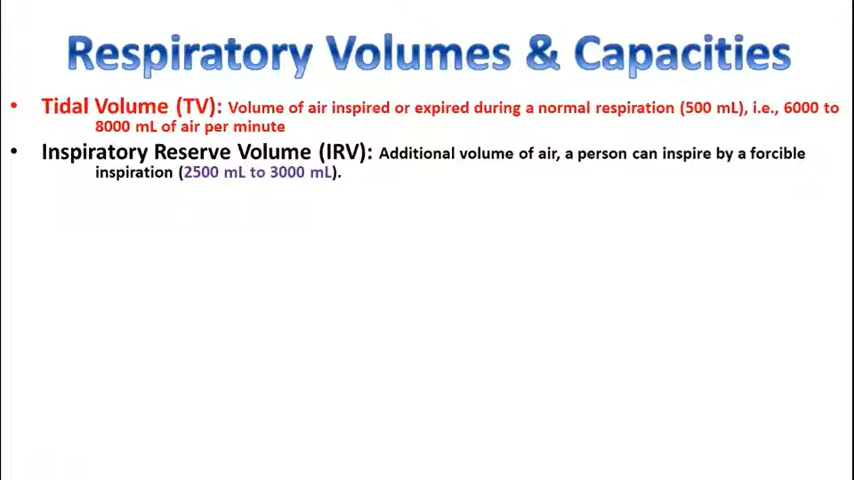 Respiratory Volumes & Capacities
• Tidal Volume (TV): Volume of air inspired or expired during a normal respiration (500 mL), i.e., 6000 to
8000 mL of air per minute
• Inspiratory Reserve Volume (IRV): Additional volume of air, a person can inspire by a forcible
inspiration (2500 mL to 3000 mL).